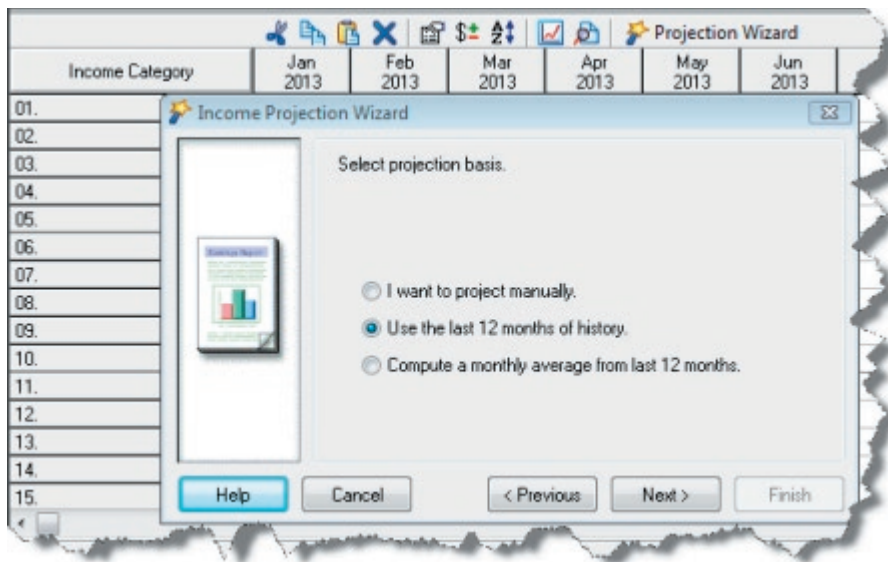 Projection Wizard
Income Category
Jan 2013
Feb 2013
Mar 2013
Apr 2013
May 2013
Jun 2013
01.
Income Projection Wizard
02.
03.
Select projection basis.
04.
05.
06.
07.
I want to project manually.
08.
09.
Use the last 12 months of history.
10.
Compute a monthly average from last 12 months.
11.
12.
13.
14.
15.
Help
Cancel
< Previous
Next >
Finish